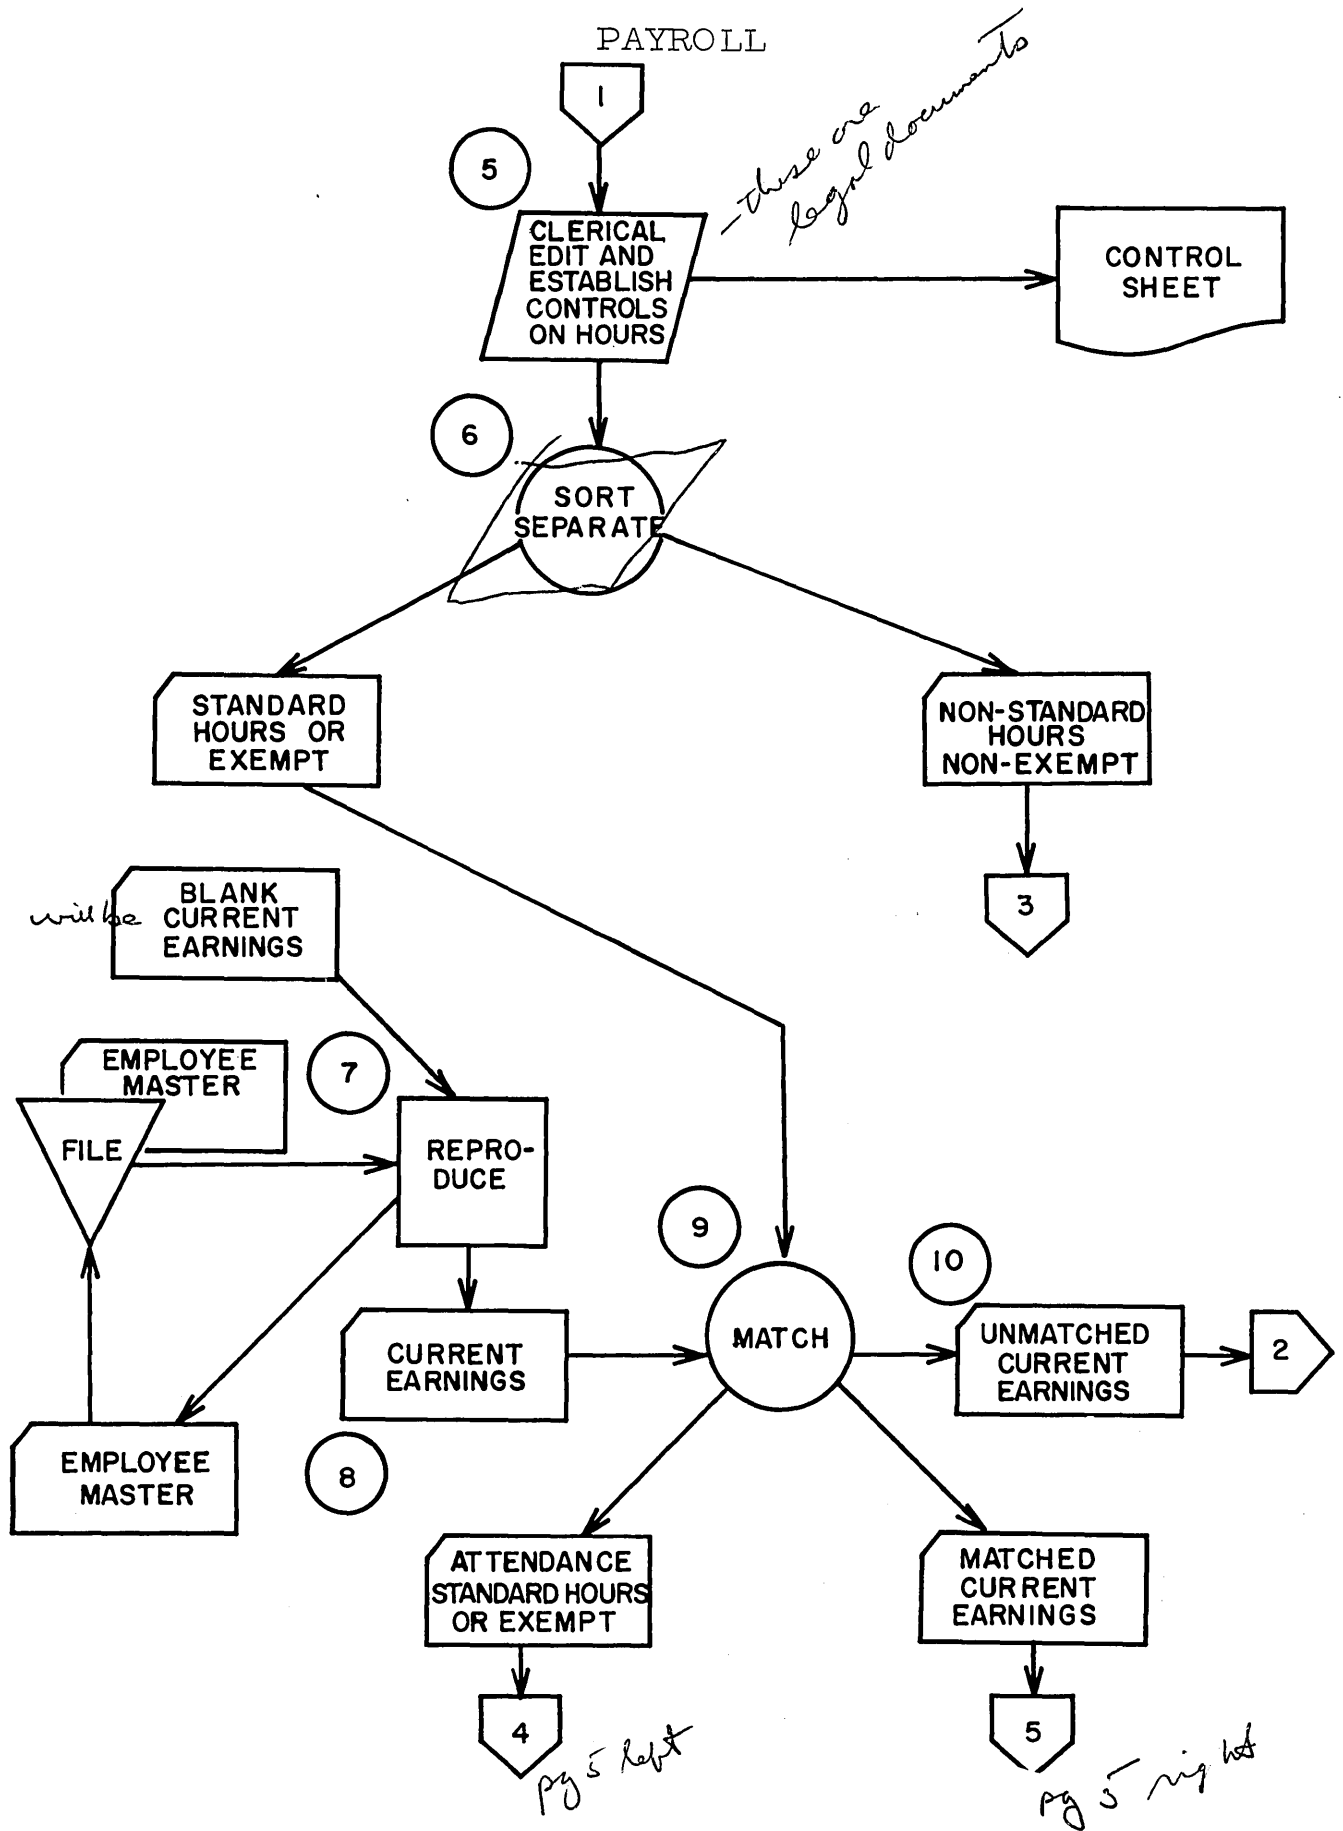 PAYROLL
1
5
- these are
legal documents
CLERICAL
EDIT AND
ESTABLISH
CONTROLS
ON HOURS
CONTROL
SHEET
6
SORT
SEPARATE
STANDARD
HOURS OR
EXEMPT
NON-STANDARD
HOURS
NON-EXEMPT
3
will be
BLANK
CURRENT
EARNINGS
EMPLOYEE
MASTER
FILE
7
REPRO-
DUCE
9
10
CURRENT
EARNINGS
MATCH
UNMATCHED
CURRENT
EARNINGS
2
EMPLOYEE
MASTER
8
ATTENDANCE
STANDARD HOURS
OR EXEMPT
MATCHED
CURRENT
EARNINGS
4
pg 5 left
5
pg 5 right